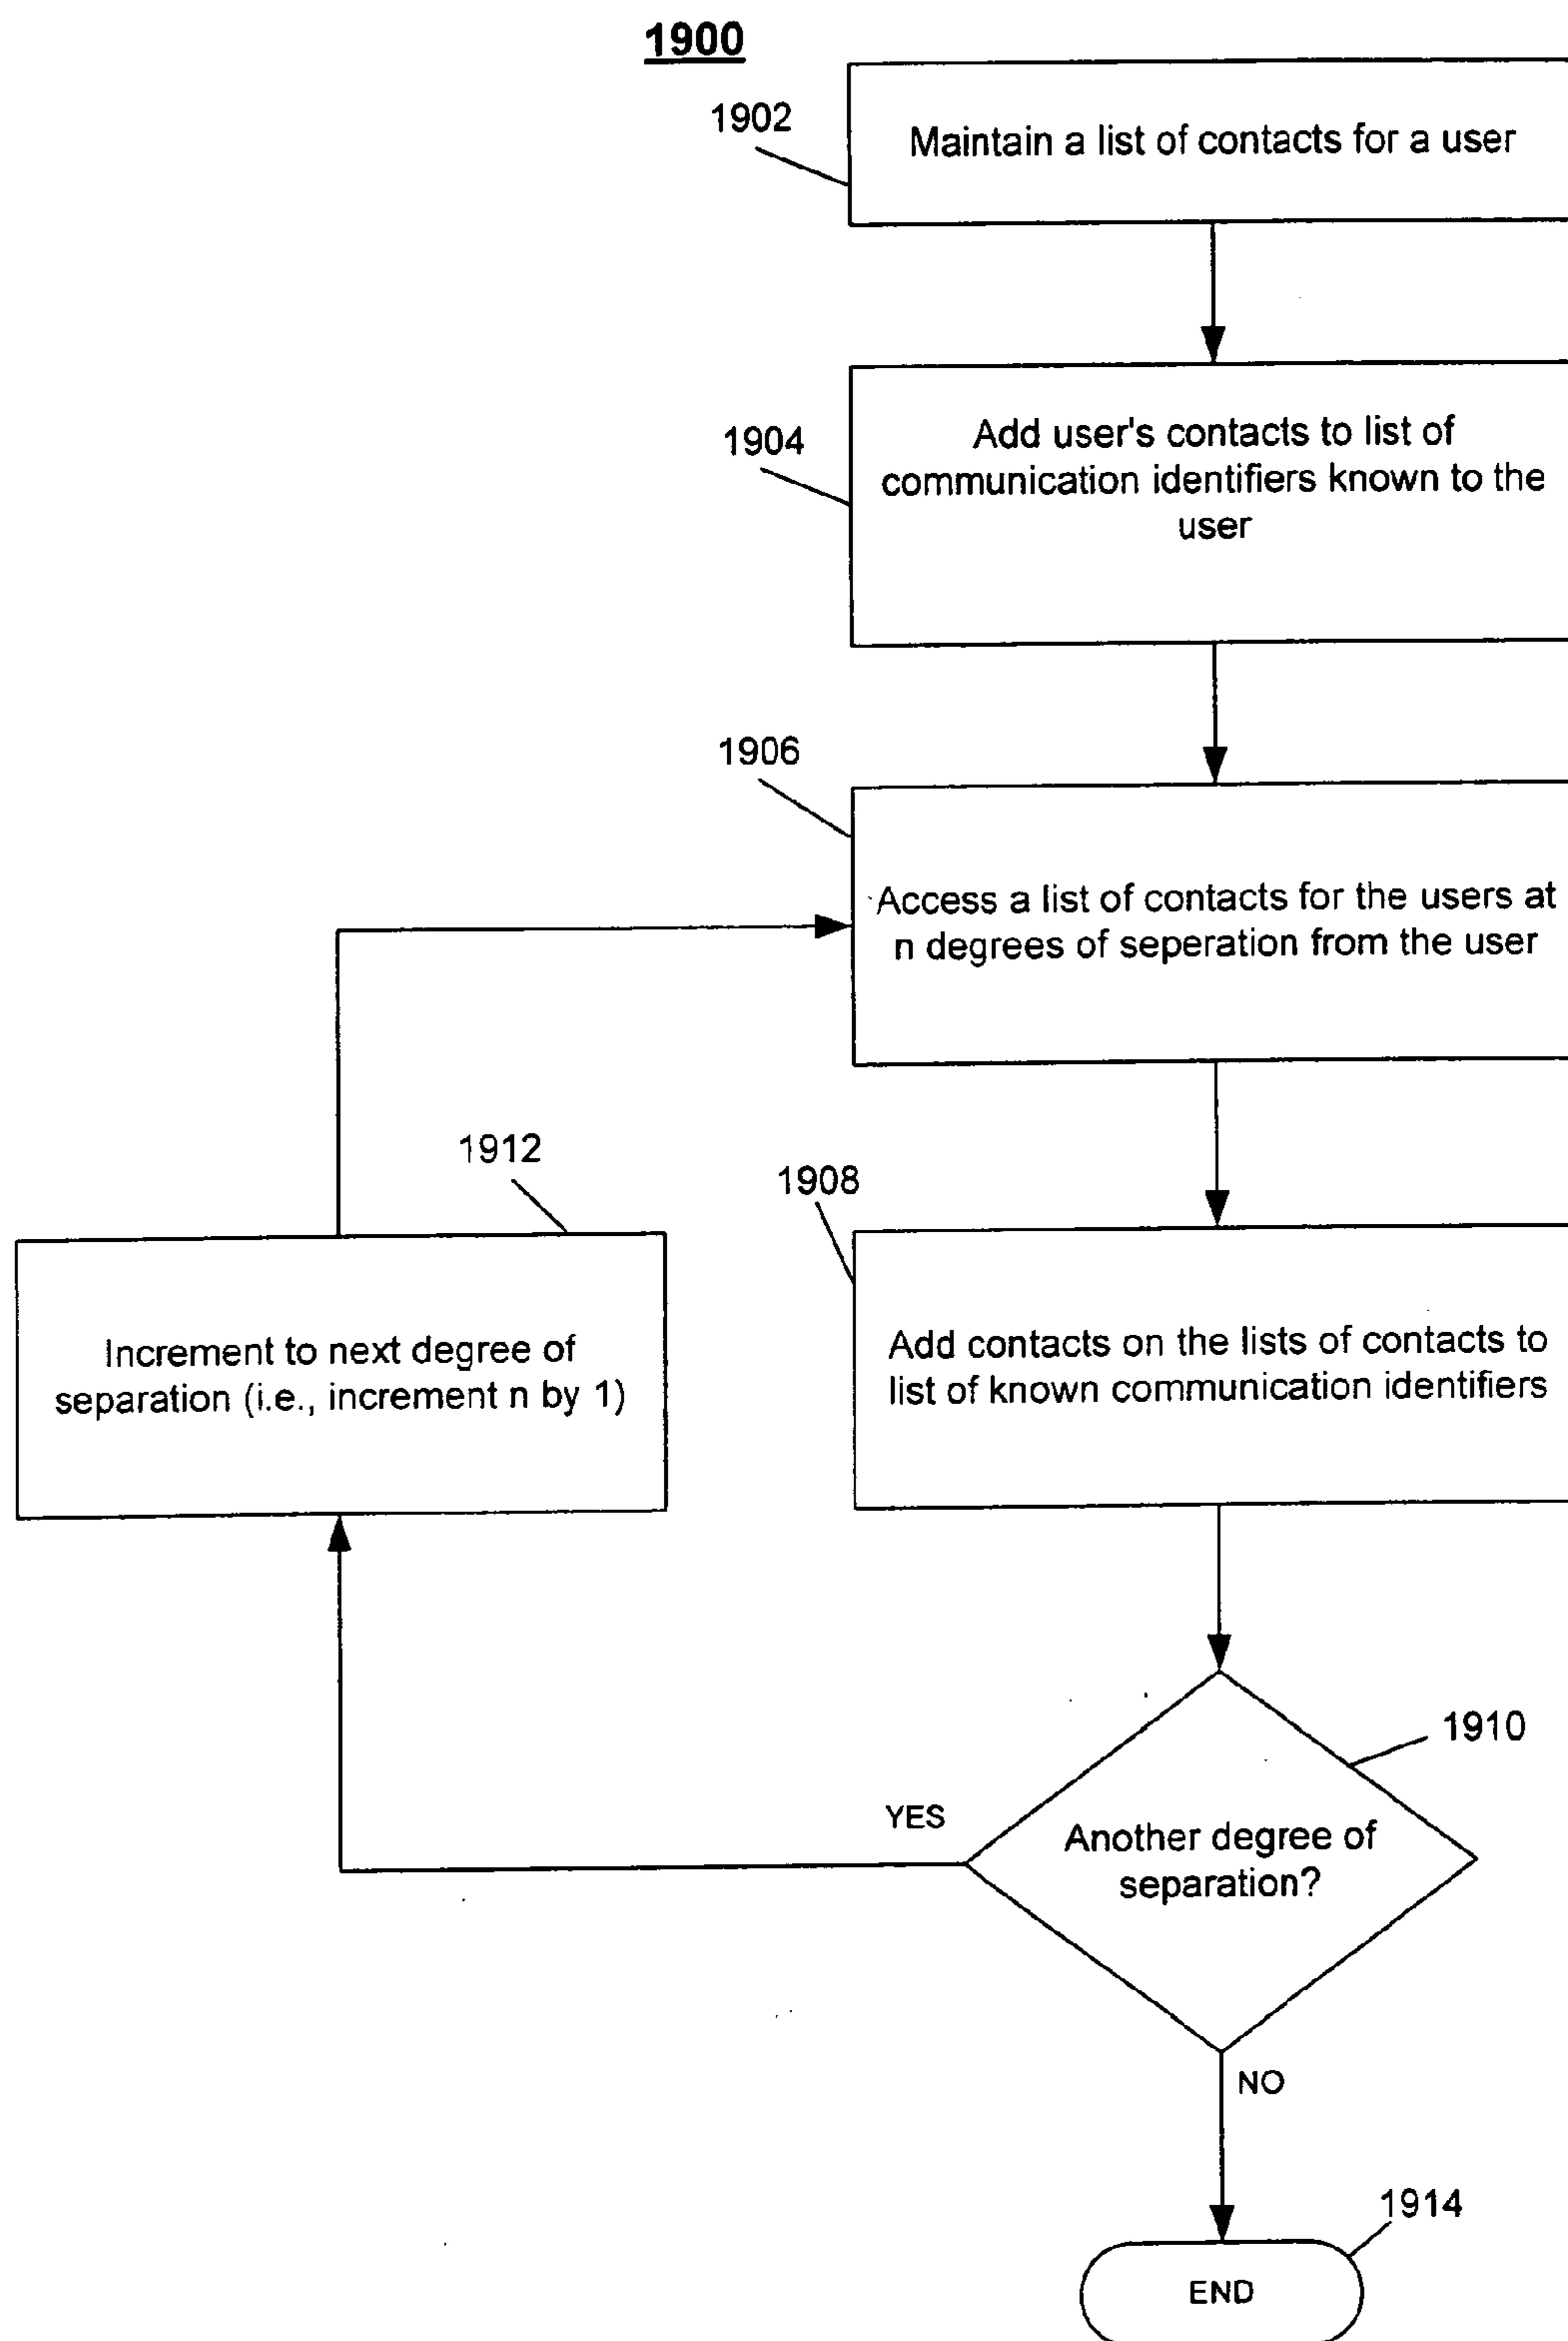 1900
1902
Maintain a list of contacts for a user
1904
Add user's contacts to list of
communication identifiers known to the
user
1906
Access a list of contacts for the users at
n degrees of seperation from the user
1912
1908
Increment to next degree of
separation (i.e., increment n by 1)
Add contacts on the lists of contacts to
list of known communication identifiers
1910
YES
Another degree of
separation?
NO
1914
END